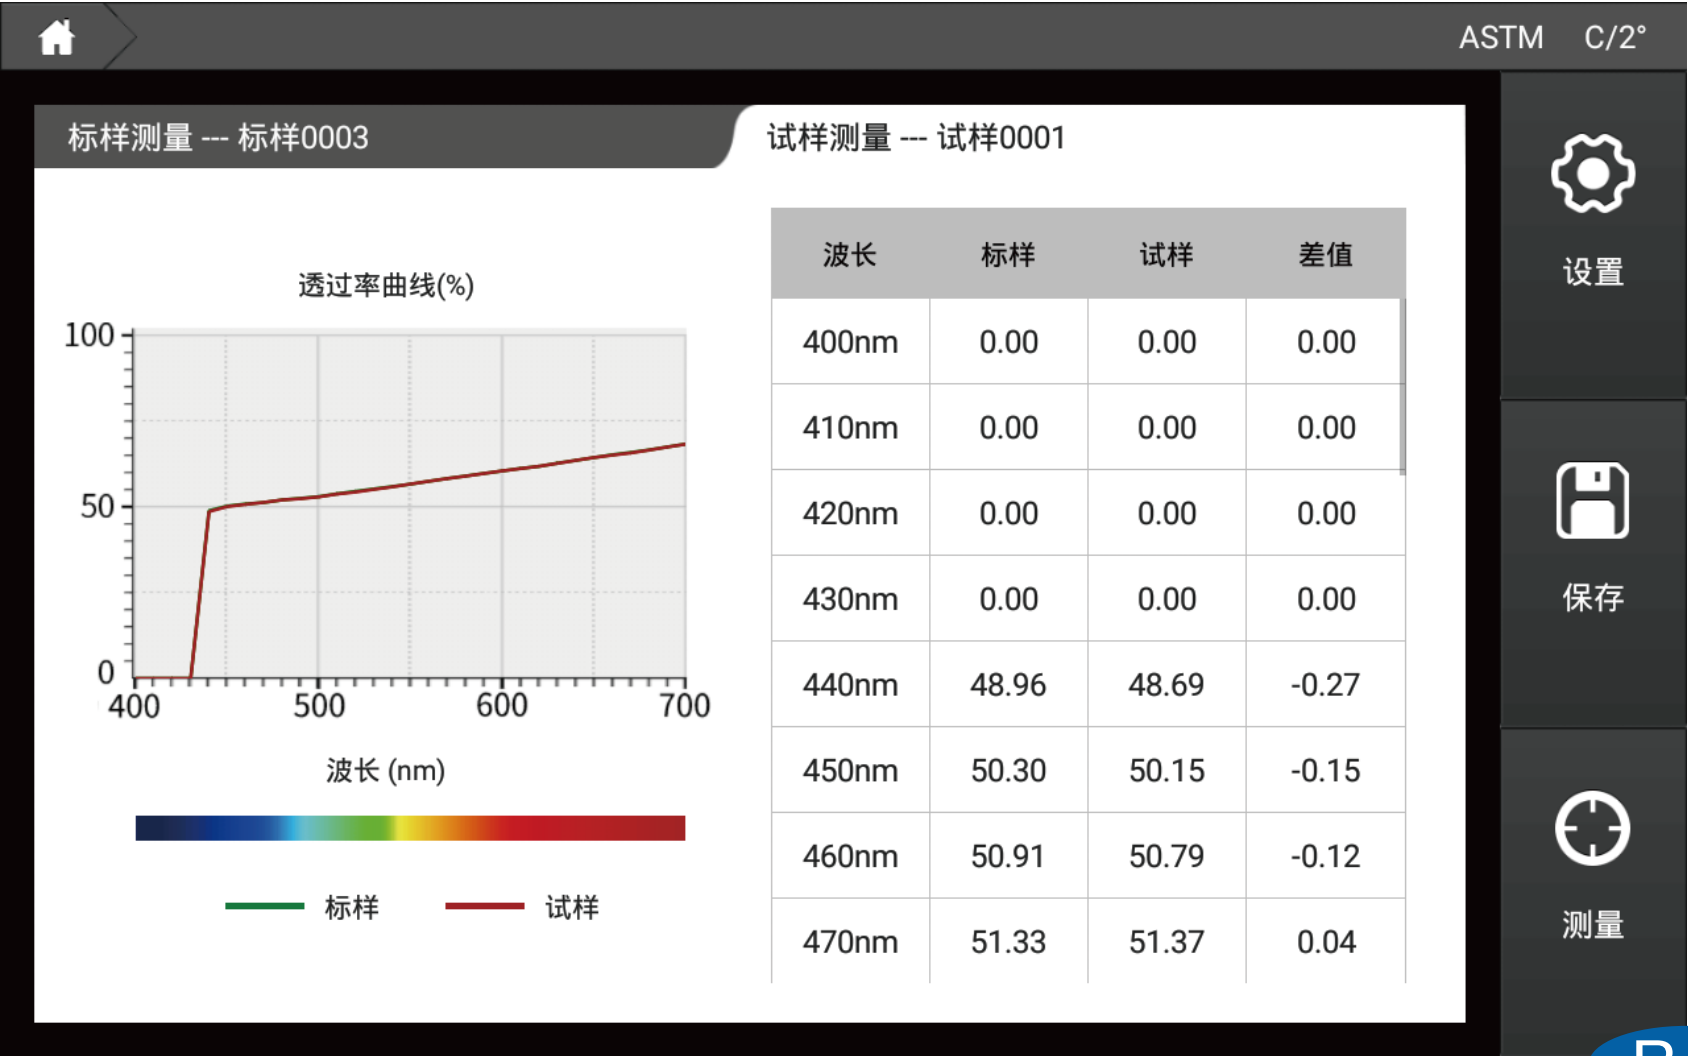 ASTM C/2°
标样测量 --- 标样0003
试样测量 --- 试样0001
透过率曲线(%)
100
50
0
400 500 600 700
波长 (nm)
标样 试样
波长 标样 试样 差值
400nm 0.00 0.00 0.00
410nm 0.00 0.00 0.00
420nm 0.00 0.00 0.00
430nm 0.00 0.00 0.00
440nm 48.96 48.69 -0.27
450nm 50.30 50.15 -0.15
460nm 50.91 50.79 -0.12
470nm 51.33 51.37 0.04
设置
保存
测量